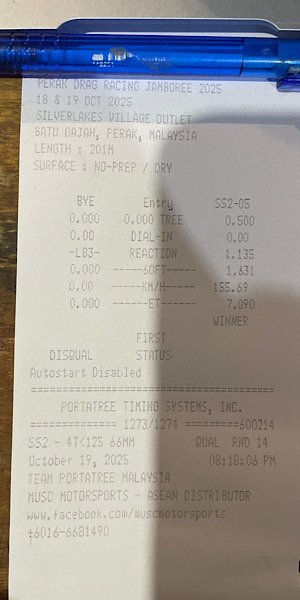 PERAK DRAG RACING JAMBOREE 2025
18 & 19 OCT 2025
SILVERLAKES VILLAGE OUTLET
BATU GAJAH, PERAK, MALAYSIA
LENGTH : 201M
SURFACE : NO-PREP / DRY
BYE Entry SS2-05
0.000 0.000 TREE 0.500
0.00 DIAL-IN 0.00
-L83- REACTION 1.135
0.000 ------60FT----- 1.631
0.00 ------KM/H----- 155.69
0.000 ------ET------- 7.090
WINNER
FIRST
DISQUAL STATUS
Autostart Disabled
==========================================
PORTATREE TIMING SYSTEMS, INC.
=============== 1273/1274 =========600214
SS2 - 4T<125 66MM QUAL RND 14
October 19, 2025 08:18:06 PM
TEAM PORTATREE MALAYSIA
MUSC MOTORSPORTS - ASEAN DISTRIBUTOR
www.facebook.com/muscmotorsports
+6016-6681490